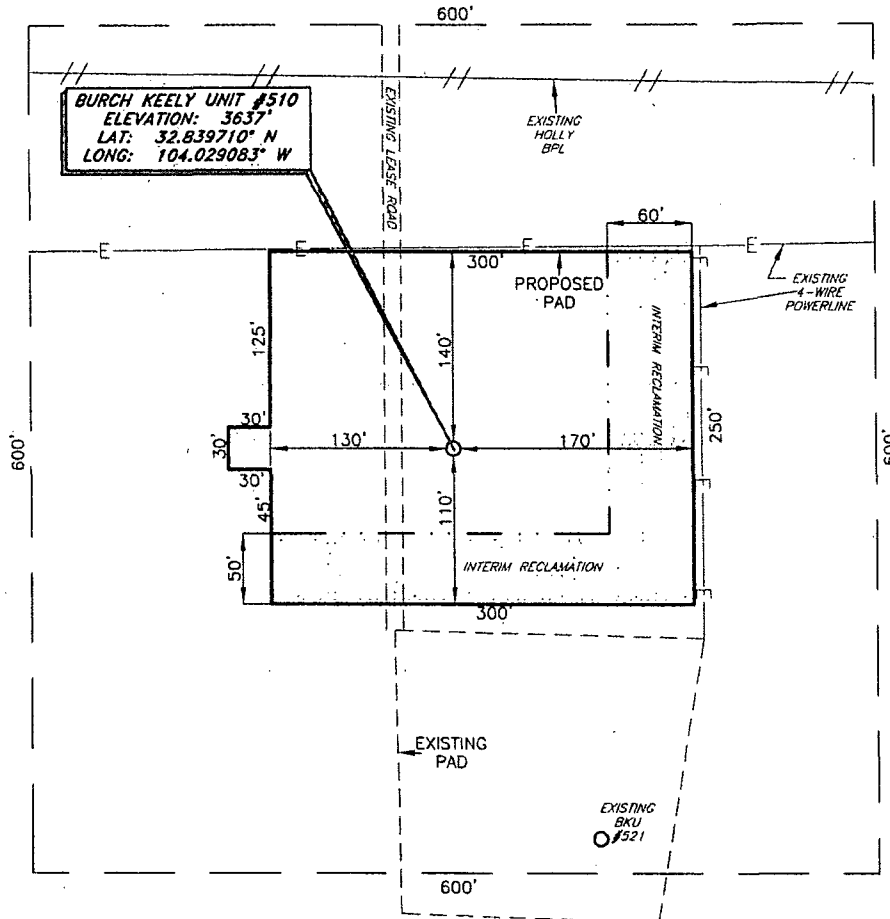 600'
BURCH KEELY UNIT #510
ELEVATION: 3637'
LAT: 32.839710° N
LONG: 104.029083° W
EXISTING LEASE ROAD
EXISTING
HOLLY
BPL
60'
E
E
E
E
300'
PROPOSED
PAD
EXISTING
4-WIRE
POWERLINE
125'
140'
INTERIM RECLAMATION
30'
30'
30'
130'
170'
250'
600'
600'
45'
110'
50'
INTERIM RECLAMATION
300'
EXISTING
PAD
EXISTING
BKU
#521
600'